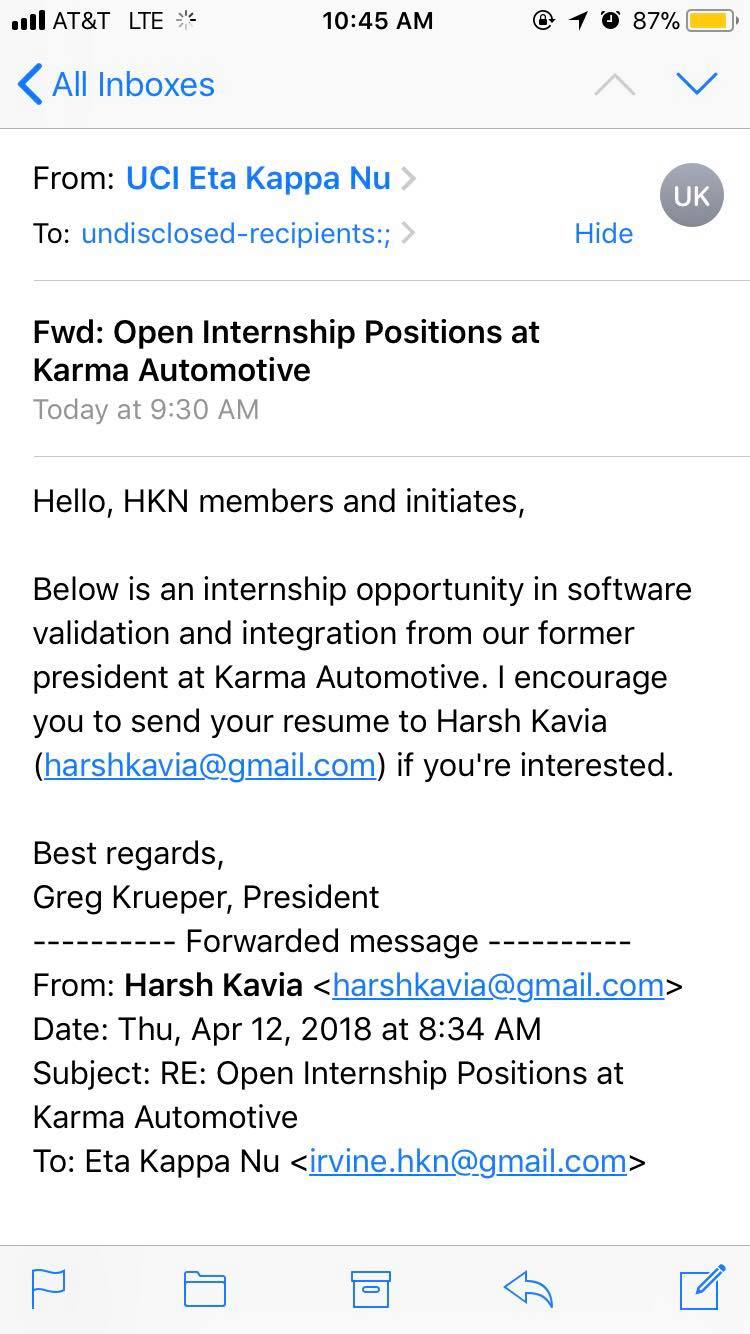 AT&T LTE 10:45 AM 87%
All Inboxes
From: UCI Eta Kappa Nu
UK
To: undisclosed-recipients:; Hide
Fwd: Open Internship Positions at
Karma Automotive
Today at 9:30 AM
Hello, HKN members and initiates,
Below is an internship opportunity in software
validation and integration from our former
president at Karma Automotive. I encourage
you to send your resume to Harsh Kavia
(harshkavia@gmail.com) if you're interested.
Best regards,
Greg Krueper, President
---------- Forwarded message ----------
From: Harsh Kavia <harshkavia@gmail.com>
Date: Thu, Apr 12, 2018 at 8:34 AM
Subject: RE: Open Internship Positions at
Karma Automotive
To: Eta Kappa Nu <irvine.hkn@gmail.com>